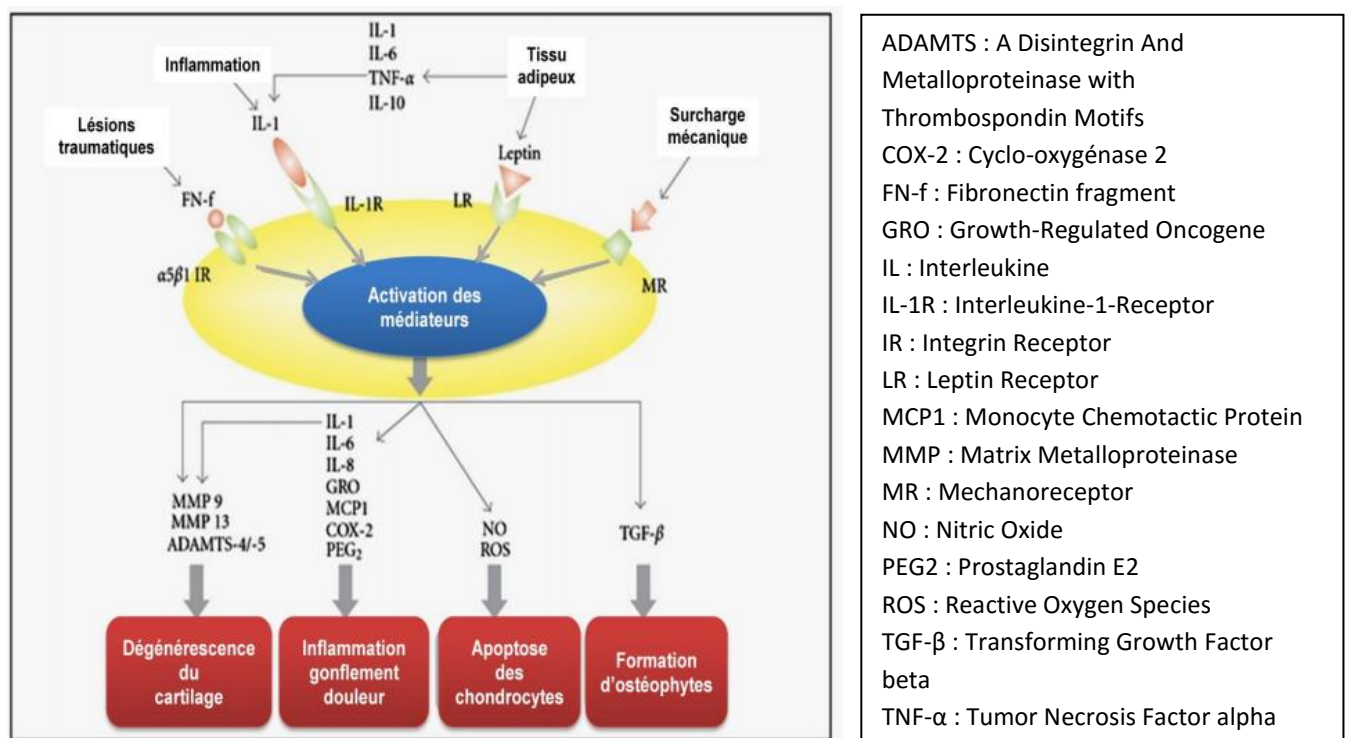 IL-1
IL-6
TNF-α
IL-10
Inflammation
Tissu
adipeux
Lésions
traumatiques
IL-1
Surcharge
mécanique
Leptin
FN-f
IL-1R
LR
α5β1 IR
MR
Activation des
médiateurs
IL-1
IL-6
IL-8
GRO
MCP1
COX-2
PEG2
MMP 9
MMP 13
ADAMTS-4/-5
NO
ROS
TGF-β
Dégénérescence
du
cartilage
Inflammation
gonflement
douleur
Apoptose
des
chondrocytes
Formation
d'ostéophytes
ADAMTS : A Disintegrin And
Metalloproteinase with
Thrombospondin Motifs
COX-2 : Cyclo-oxygénase 2
FN-f : Fibronectin fragment
GRO : Growth-Regulated Oncogene
IL : Interleukine
IL-1R : Interleukine-1-Receptor
IR : Integrin Receptor
LR : Leptin Receptor
MCP1 : Monocyte Chemotactic Protein
MMP : Matrix Metalloproteinase
MR : Mechanoreceptor
NO : Nitric Oxide
PEG2 : Prostaglandin E2
ROS : Reactive Oxygen Species
TGF-β : Transforming Growth Factor
beta
TNF-α : Tumor Necrosis Factor alpha